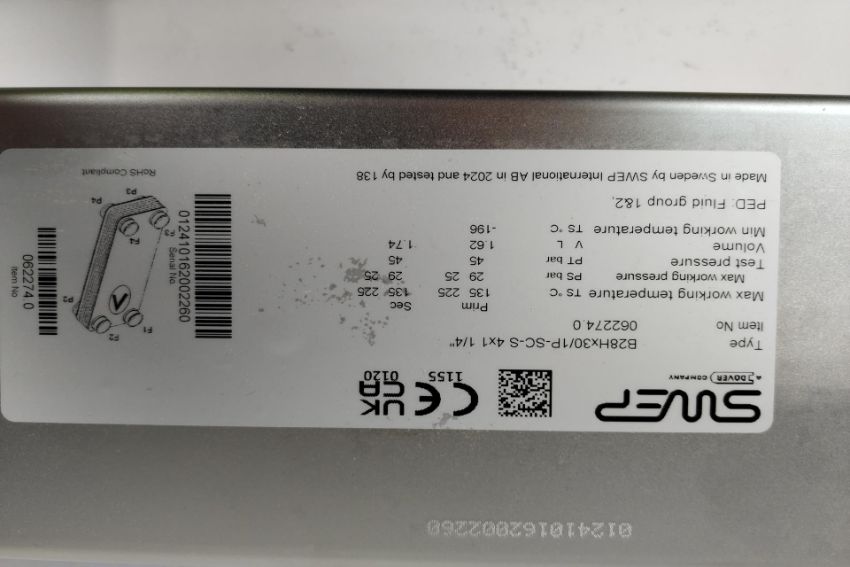 012410162002260
SWEP
A DOVER COMPANY
CE 1155
UKCA 0120
Type B28Hx30/1P-SC-S 4x1 1/4"
Item No 062274.0
Prim Sec
Max working temperature TS °C 135 225 135 225
Max working pressure PS bar 29 25 29 25
Test pressure PT bar 45 45
Volume V L 1.62 1.74
Min working temperature TS °C -196
PED: Fluid group 1&2,
Made in Sweden by SWEP International AB in 2024 and tested by 138
Serial No
012410162002260
F1
F2
F3
F4
P2
P3
P4
V
Item No
062274.0
RoHS Compliant